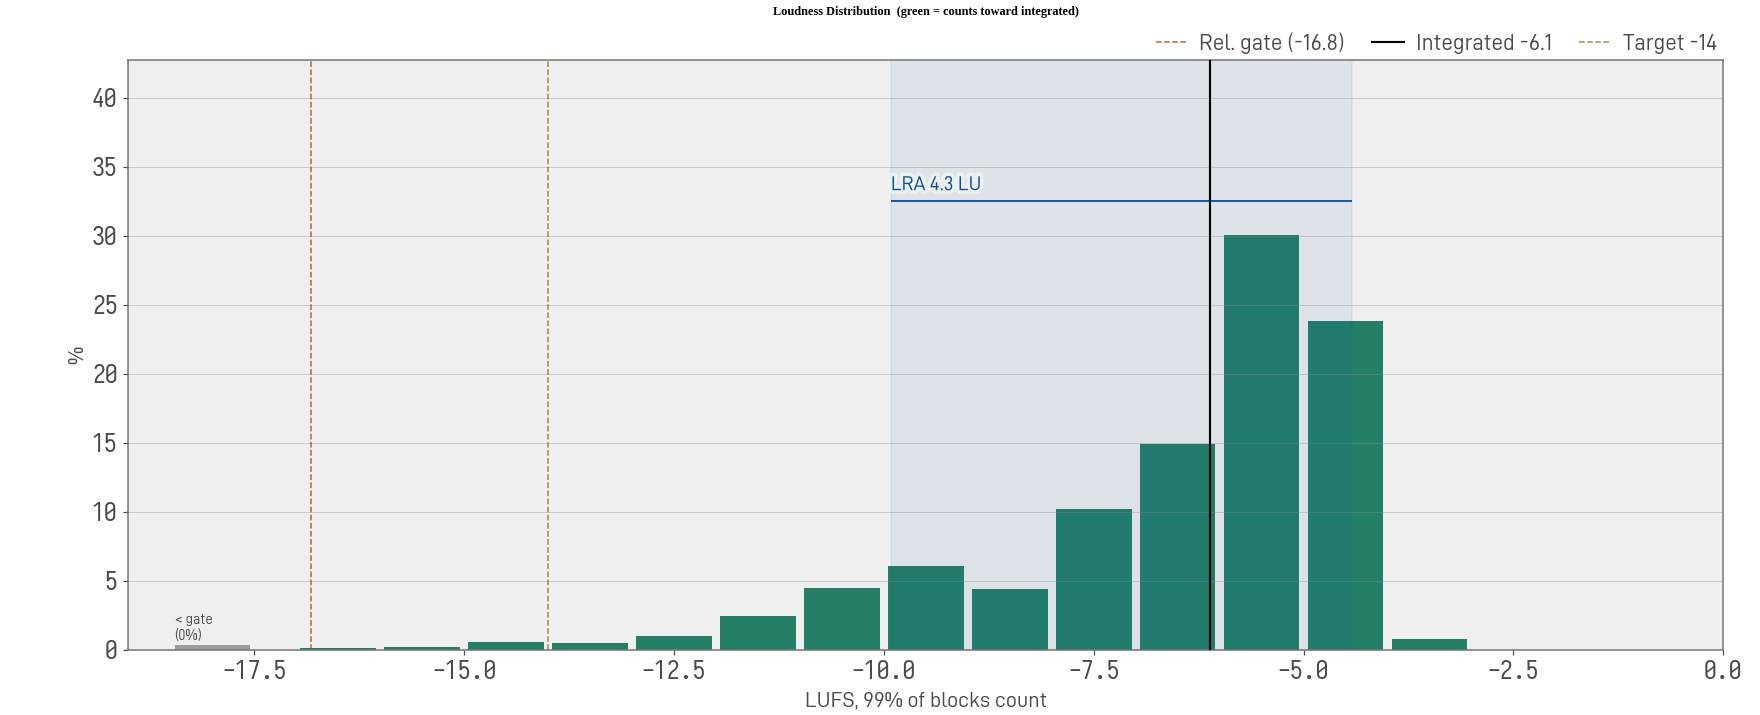 Loudness Distribution  (green = counts toward integrated)
Rel. gate (-16.8)
Integrated -6.1
Target -14
40
35
30
25
20
15
10
5
0
%
LRA 4.3 LU
< gate
(0%)
-17.5
-15.0
-12.5
-10.0
-7.5
-5.0
-2.5
0.0
LUFS, 99% of blocks count